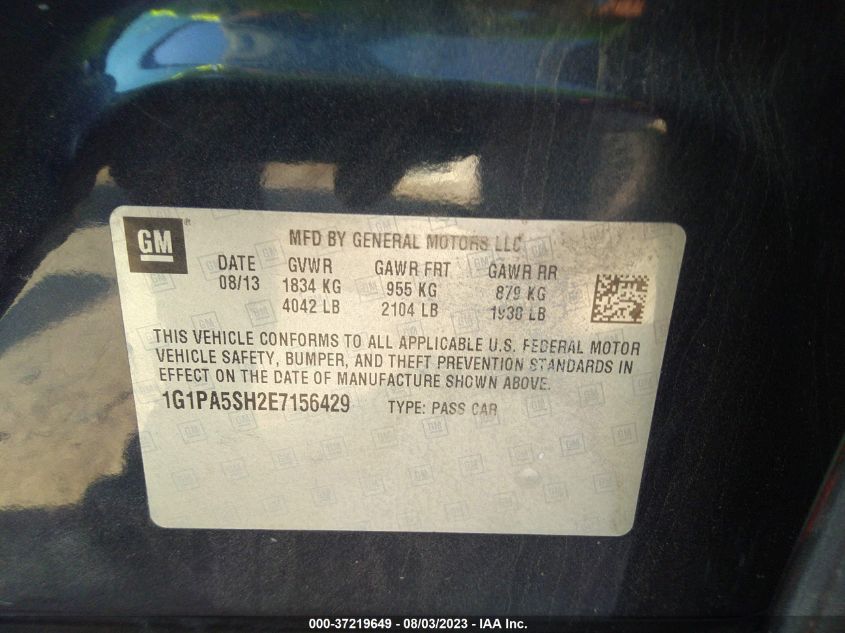 GM
®
MFD BY GENERAL MOTORS LLC
DATE GVWR GAWR FRT GAWR RR
08/13 1834 KG 955 KG 879 KG
4042 LB 2104 LB 1938 LB
THIS VEHICLE CONFORMS TO ALL APPLICABLE U.S. FEDERAL MOTOR
VEHICLE SAFETY, BUMPER, AND THEFT PREVENTION STANDARDS IN
EFFECT ON THE DATE OF MANUFACTURE SHOWN ABOVE.
1G1PA5SH2E7156429 TYPE: PASS CAR
000-37219649 - 08/03/2023 - IAA Inc.